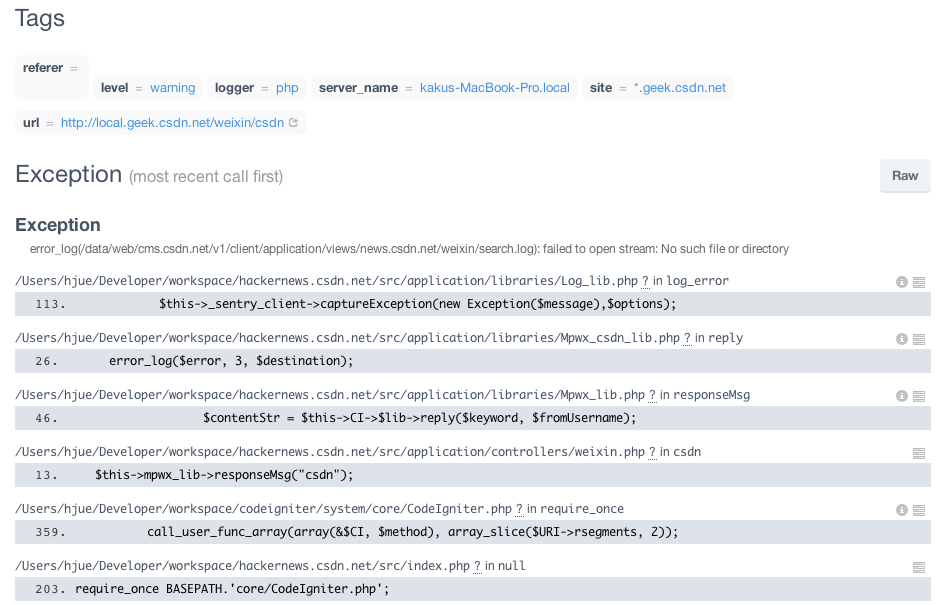 Tags
referer =
level = warning logger = php server_name = kakus-MacBook-Pro.local site = *.geek.csdn.net
url = http://local.geek.csdn.net/weixin/csdn
Exception (most recent call first) Raw
Exception
error_log(/data/web/cms.csdn.net/v1/client/application/views/news.csdn.net/weixin/search.log): failed to open stream: No such file or directory
/Users/hjue/Developer/workspace/hackernews.csdn.net/src/application/libraries/Log_lib.php ? in log_error
113. $this->_sentry_client->captureException(new Exception($message),$options);
/Users/hjue/Developer/workspace/hackernews.csdn.net/src/application/libraries/Mpwx_csdn_lib.php ? in reply
26. error_log($error, 3, $destination);
/Users/hjue/Developer/workspace/hackernews.csdn.net/src/application/libraries/Mpwx_lib.php ? in responseMsg
46. $contentStr = $this->CI->$lib->reply($keyword, $fromUsername);
/Users/hjue/Developer/workspace/hackernews.csdn.net/src/application/controllers/weixin.php ? in csdn
13. $this->mpwx_lib->responseMsg("csdn");
/Users/hjue/Developer/workspace/codeigniter/system/core/CodeIgniter.php ? in require_once
359. call_user_func_array(array(&$CI, $method), array_slice($URI->rsegments, 2));
/Users/hjue/Developer/workspace/hackernews.csdn.net/src/index.php ? in null
203. require_once BASEPATH.'core/CodeIgniter.php';